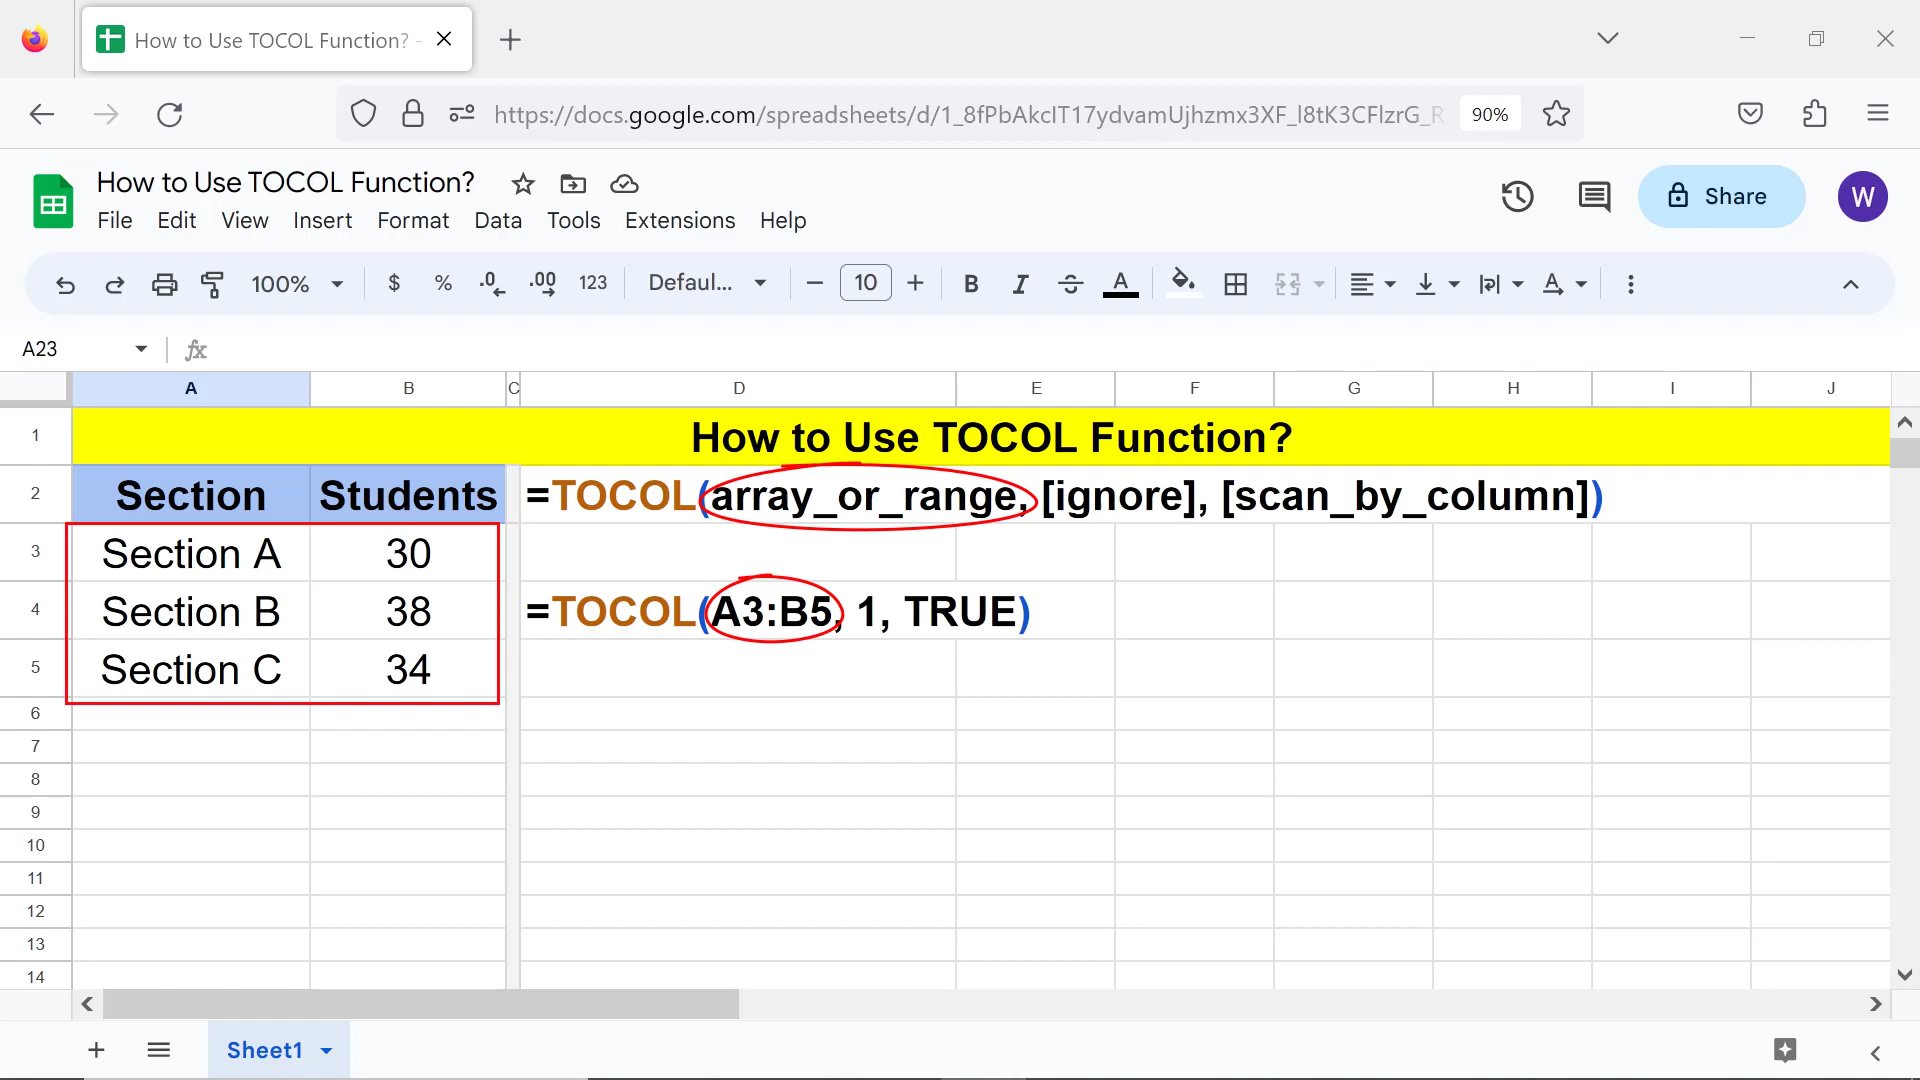 How to Use TOCOL Function? -
https://docs.google.com/spreadsheets/d/1_8fPbAkcIT17ydvamUjhzmx3XF_l8tK3CFlzrG_R
90%
How to Use TOCOL Function?
Share
W
File Edit View Insert Format Data Tools Extensions Help
100% $ % .0 .00 123 Defaul... 10 B I S A
A23 fx
A B C D E F G H I J
1 How to Use TOCOL Function?
2 Section Students =TOCOL(array_or_range, [ignore], [scan_by_column])
3 Section A 30
4 Section B 38 =TOCOL(A3:B5, 1, TRUE)
5 Section C 34
6
7
8
9
10
11
12
13
14
Sheet1